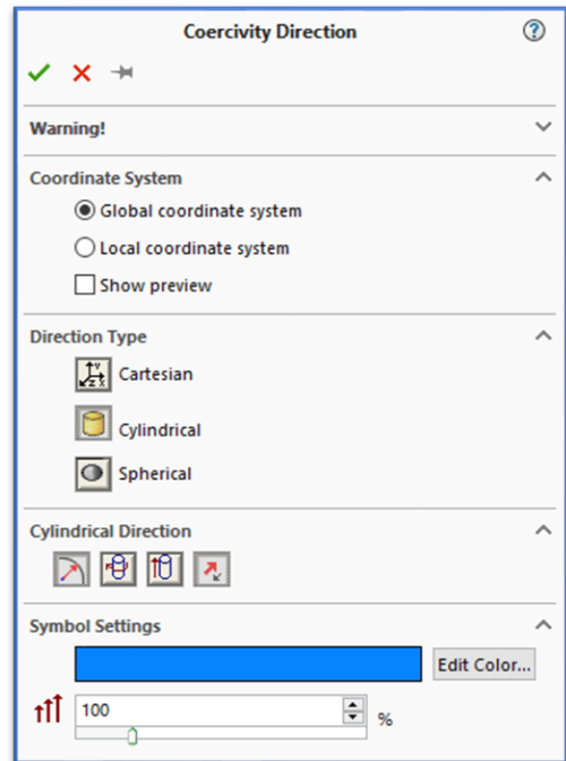 Coercivity Direction
Warning!
Coordinate System
Global coordinate system
Local coordinate system
Show preview
Direction Type
Cartesian
Cylindrical
Spherical
Cylindrical Direction
Symbol Settings
Edit Color...
100 %